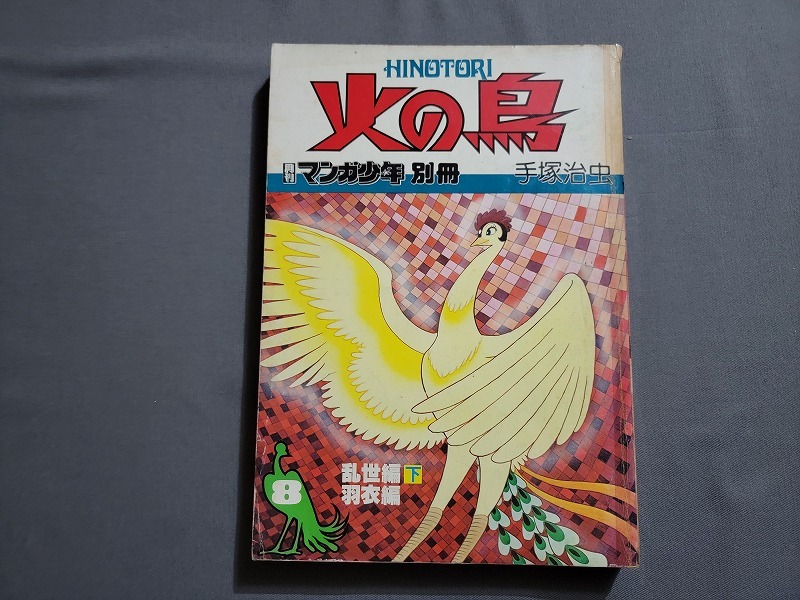 HINOTORI
火の鳥
月刊マンガ少年 別冊
手塚治虫
乱世編 下
羽衣編
8